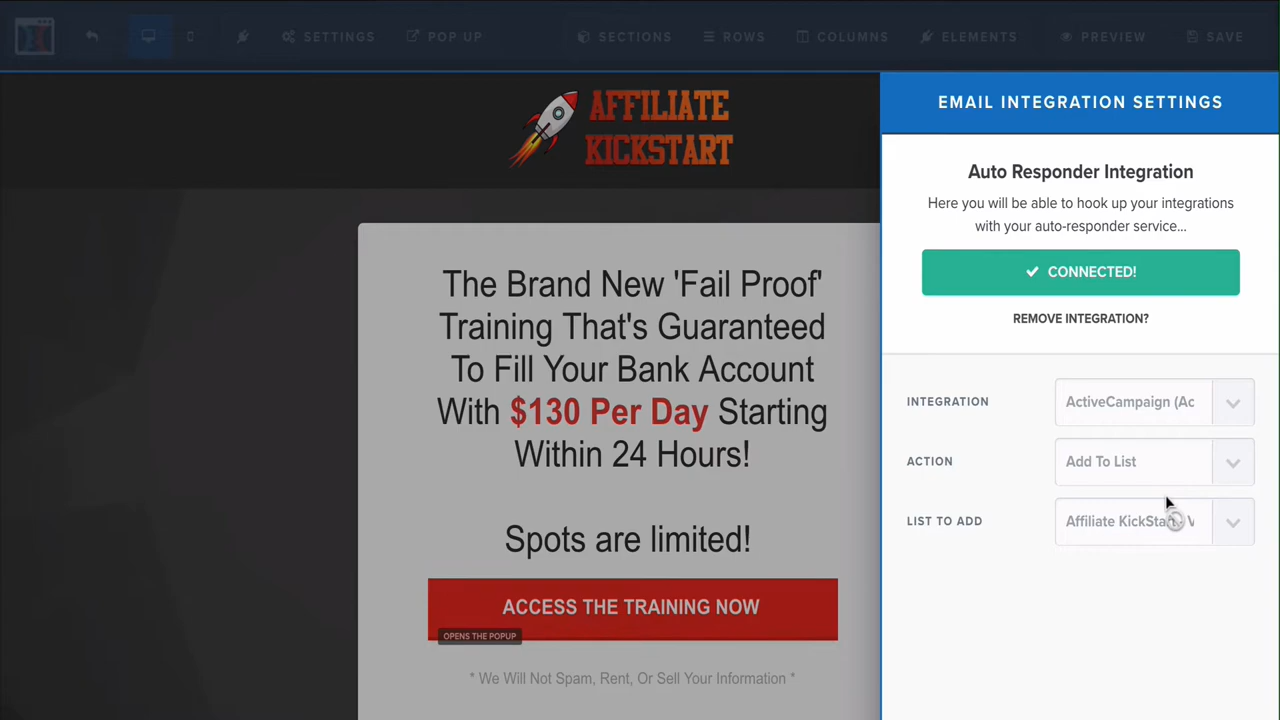 SETTINGS
POP UP
SECTIONS
ROWS
COLUMNS
ELEMENTS
PREVIEW
SAVE
AFFILIATE
KICKSTART
The Brand New 'Fail Proof'
Training That's Guaranteed
To Fill Your Bank Account
With $130 Per Day Starting
Within 24 Hours!
Spots are limited!
ACCESS THE TRAINING NOW
OPENS THE POPUP
* We Will Not Spam, Rent, Or Sell Your Information *
EMAIL INTEGRATION SETTINGS
Auto Responder Integration
Here you will be able to hook up your integrations
with your auto-responder service...
CONNECTED!
REMOVE INTEGRATION?
INTEGRATION
ActiveCampaign (Ac
ACTION
Add To List
LIST TO ADD
Affiliate